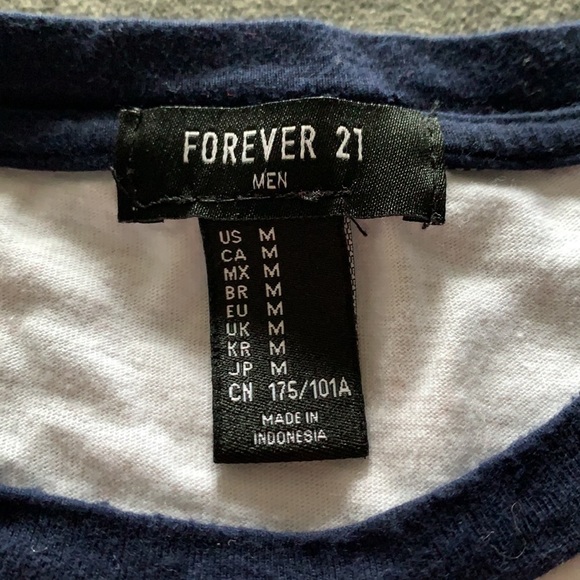 FOREVER 21
MEN
US M
CA M
MX M
BR M
EU M
UK M
KR M
JP M
CN 175/101A
MADE IN
INDONESIA